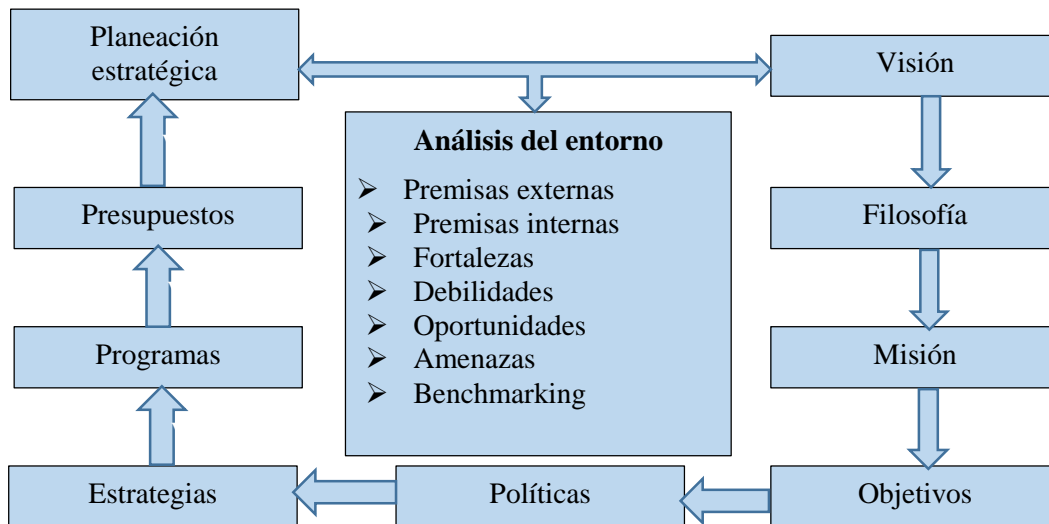 Planeación
estratégica
Visión
Análisis del entorno
Premisas externas
Premisas internas
Fortalezas
Debilidades
Oportunidades
Amenazas
Benchmarking
Presupuestos
Filosofía
Programas
Misión
Estrategias
Políticas
Objetivos